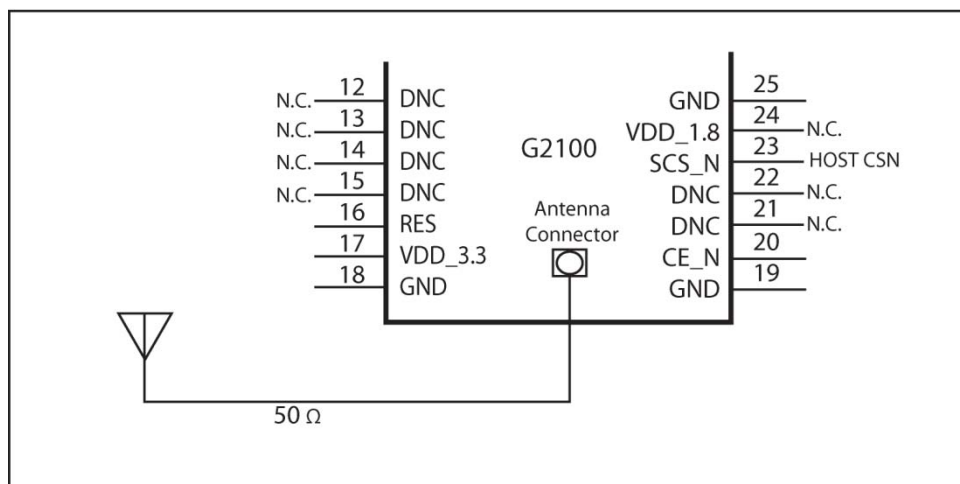 N.C. 12 DNC
N.C. 13 DNC
N.C. 14 DNC
N.C. 15 DNC
16 RES
17 VDD_3.3
18 GND
G2100
Antenna
Connector
GND 25
VDD_1.8 24 N.C.
SCS_N 23 HOST CSN
DNC 22 N.C.
DNC 21 N.C.
CE_N 20
GND 19
50 Ω